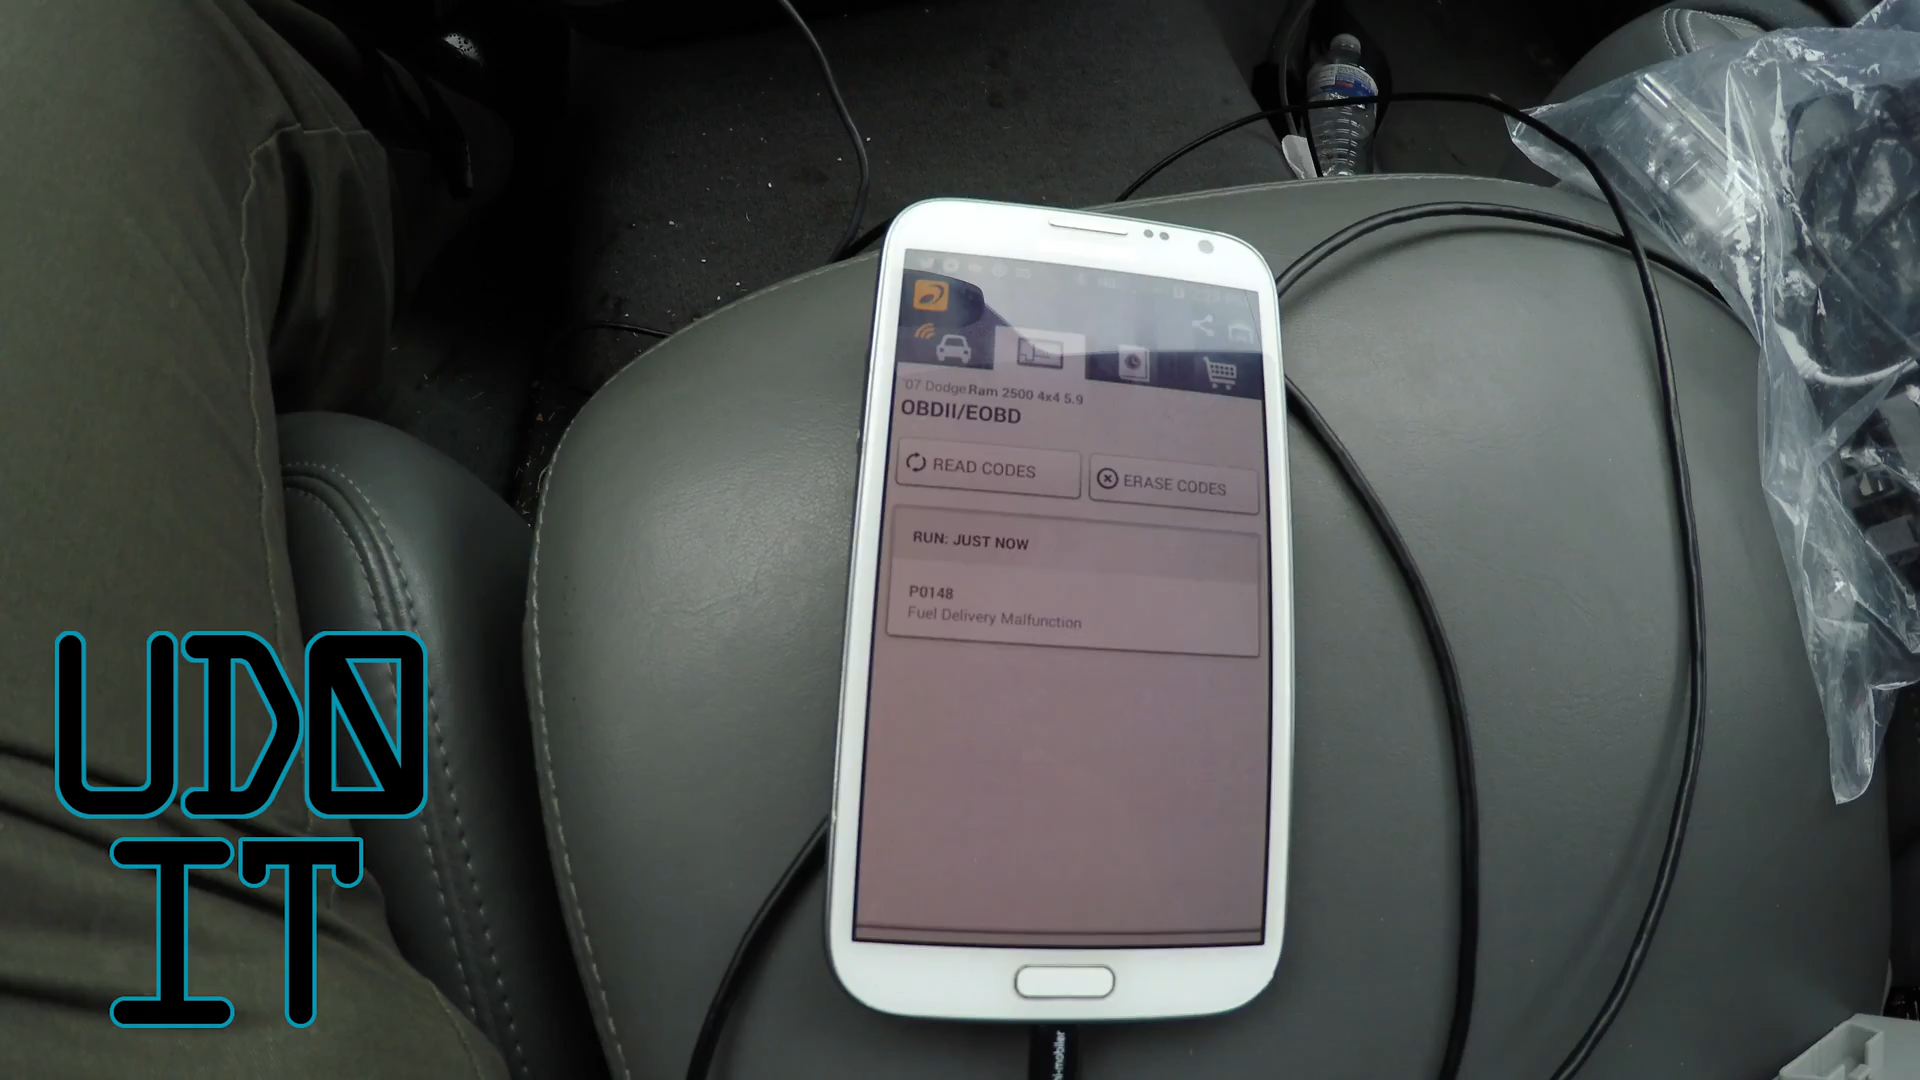 '07 Dodge Ram 2500 4x4 5.9
OBDII/EOBD
READ CODES
ERASE CODES
RUN: JUST NOW
P0148
Fuel Delivery Malfunction
UDO
IT